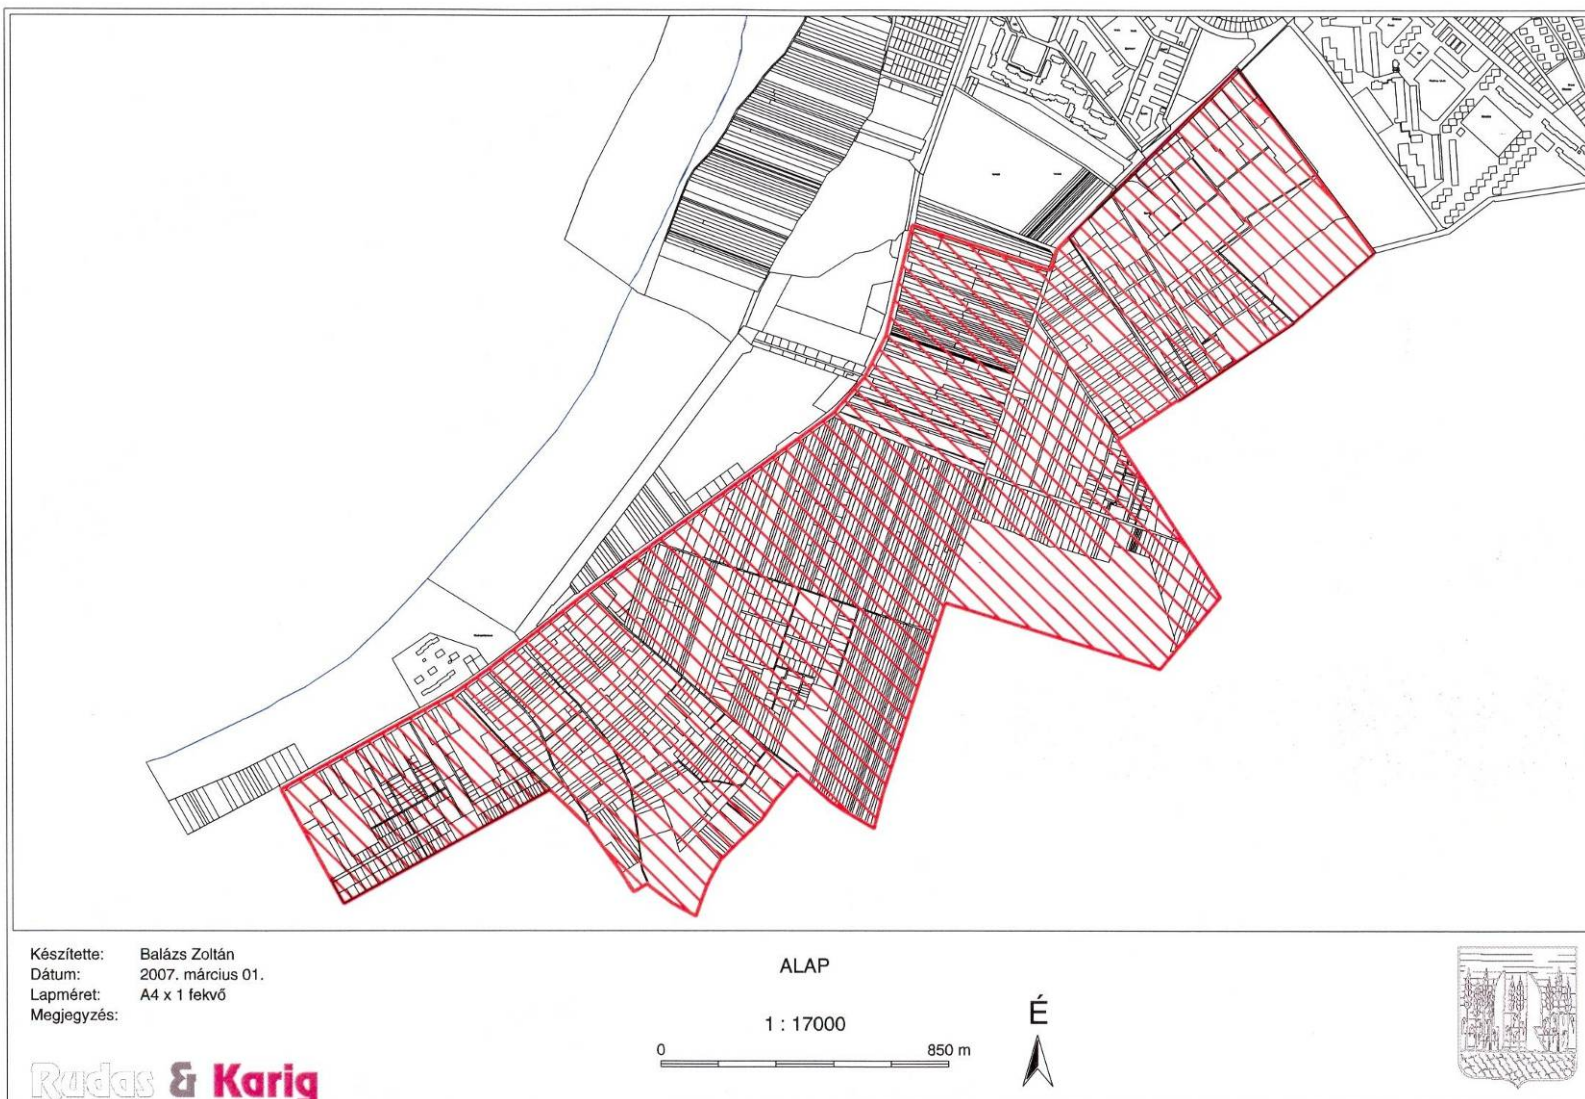 Készítette: Balázs Zoltán
Dátum: 2007. március 01.
Lapméret: A4 x 1 fekvő
Megjegyzés:
ALAP
1 : 17000
0 850 m
É
Rudas & Karig